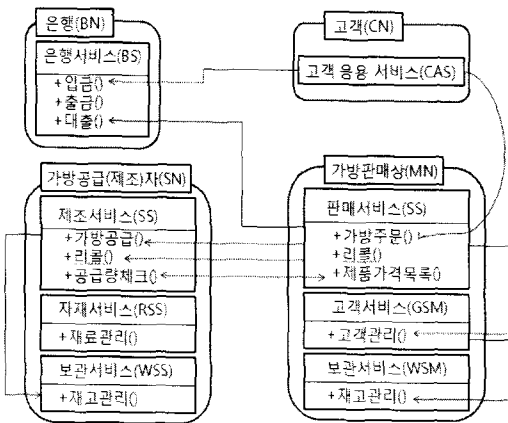 은행(BN)
은행서비스(BS)
+입금()
+출금()
+대출()
고객(CN)
고객 응용 서비스(CAS)
가방공급(제조)자(SN)
제조서비스(SS)
+가방공급()
+리콜()
+공급량체크()
자재서비스(RSS)
+재료관리()
보관서비스(WSS)
+재고관리()
가방판매상(MN)
판매서비스(SS)
+가방주문()
+리콜()
+제품가격목록()
고객서비스(GSM)
+고객관리()
보관서비스(WSM)
+재고관리()